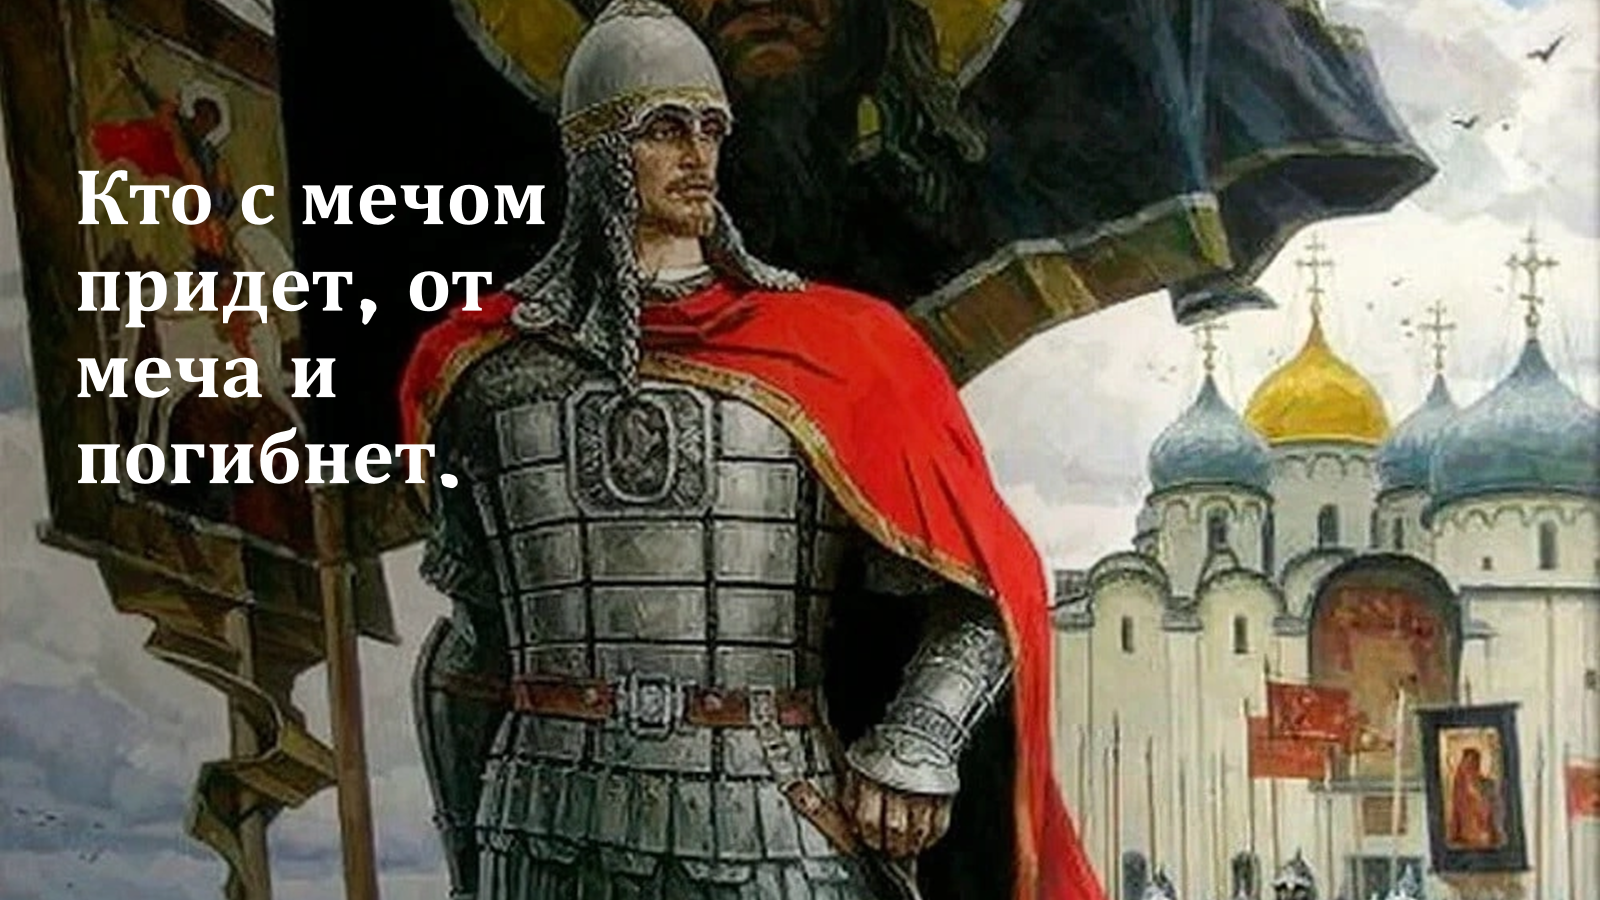 Кто с мечом
придет, от
меча и
погибнет.